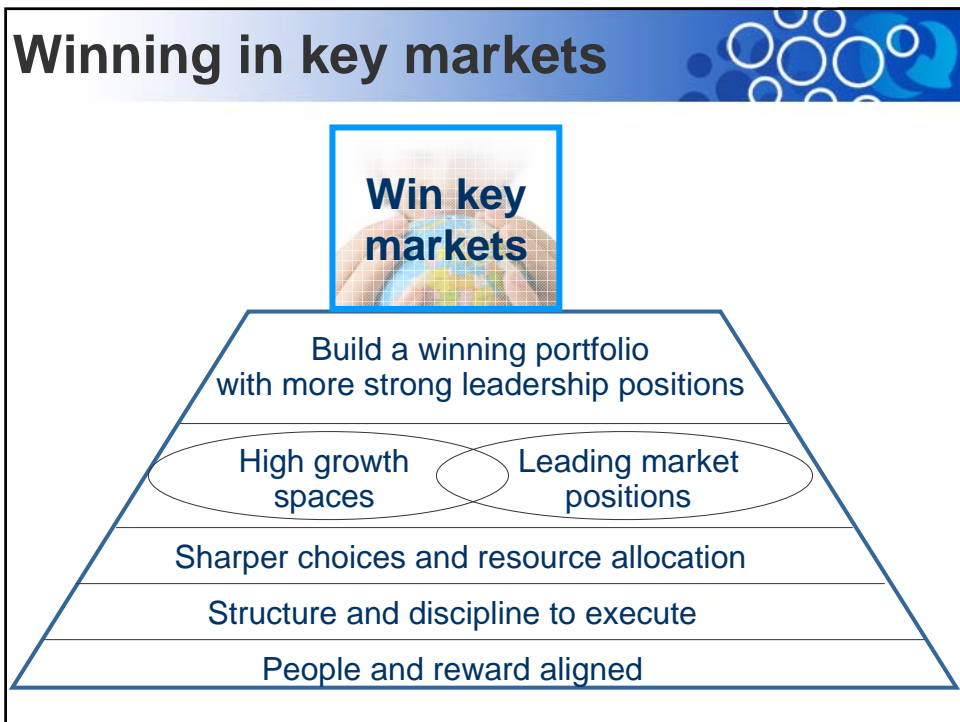 Winning in key markets
Win key
markets
Build a winning portfolio
with more strong leadership positions
High growth
spaces
Leading market
positions
Sharper choices and resource allocation
Structure and discipline to execute
People and reward aligned